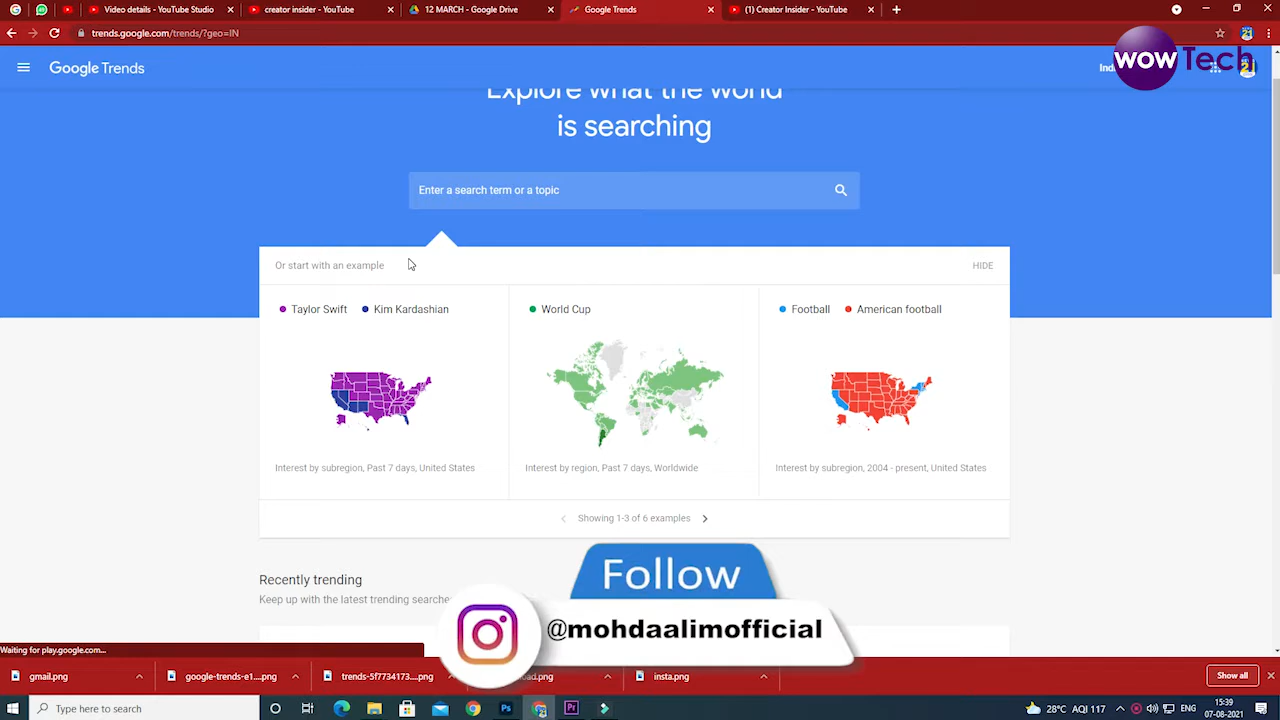 Video details - YouTube Studio
creator insider - YouTube
12 MARCH - Google Drive
Google Trends
(1) Creator Insider - YouTube
trends.google.com/trends/?geo=IN
Google Trends
wowTech
Explore what the world
is searching
Enter a search term or a topic
Or start with an example
HIDE
Taylor Swift
Kim Kardashian
World Cup
Football
American football
Interest by subregion, Past 7 days, United States
Interest by region, Past 7 days, Worldwide
Interest by subregion, 2004 - present, United States
Showing 1-3 of 6 examples
Recently trending
Keep up with the latest trending searche
Follow
@mohdaalimofficial
Waiting for play.google.com...
gmail.png
google-trends-e1....png
trends-5f7734173....png
oad.png
insta.png
Show all
Type here to search
28°C AQI 117
ENG
15:39
07-08-2021